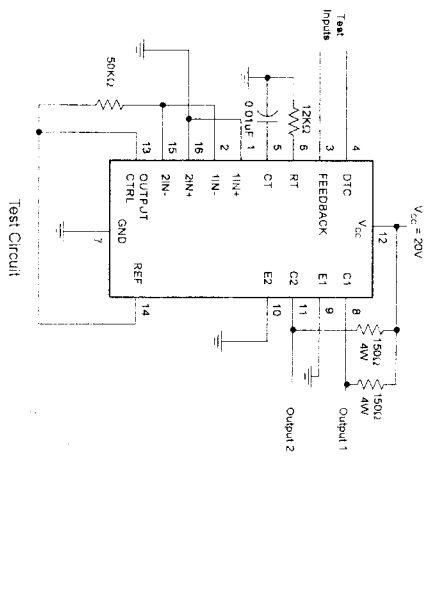 V_CC = 20V
150Ω
4W
150Ω
4W
Test
Inputs
12
V_CC
4
DTC
C1
8
Output 1
3
FEEDBACK
E1
9
12KΩ
6
RT
C2
11
Output 2
0.01uF
5
CT
E2
10
1
1IN+
2
1IN-
16
2IN+
15
2IN-
50KΩ
13
OUTPUT
CTRL
REF
14
GND
7
Test Circuit